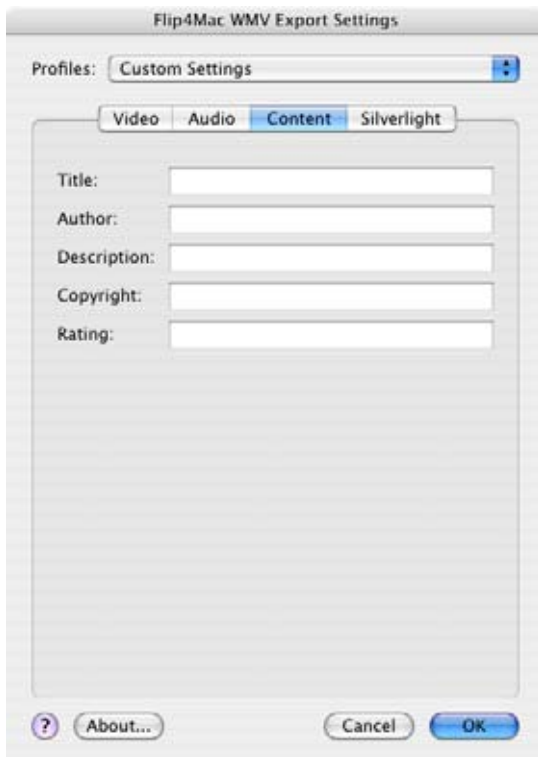 Flip4Mac WMV Export Settings
Profiles: Custom Settings
Video Audio Content Silverlight
Title:
Author:
Description:
Copyright:
Rating:
? About... Cancel OK